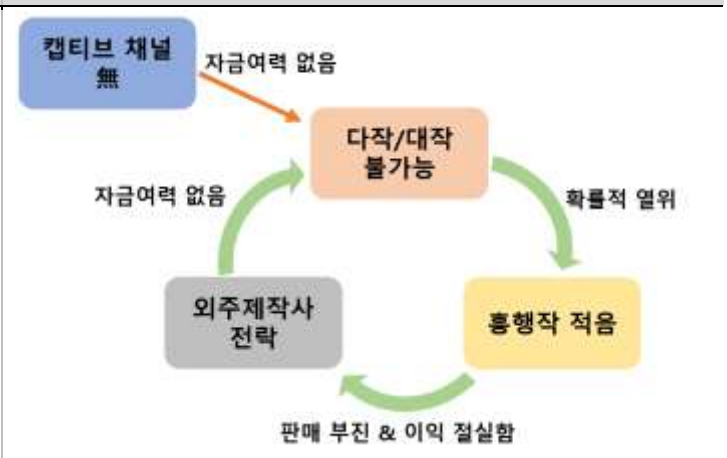 캡티브 채널
無
자금여력 없음
다작/대작
불가능
자금여력 없음
확률적 열위
외주제작사
전락
흥행작 적음
판매 부진 & 이익 절실함